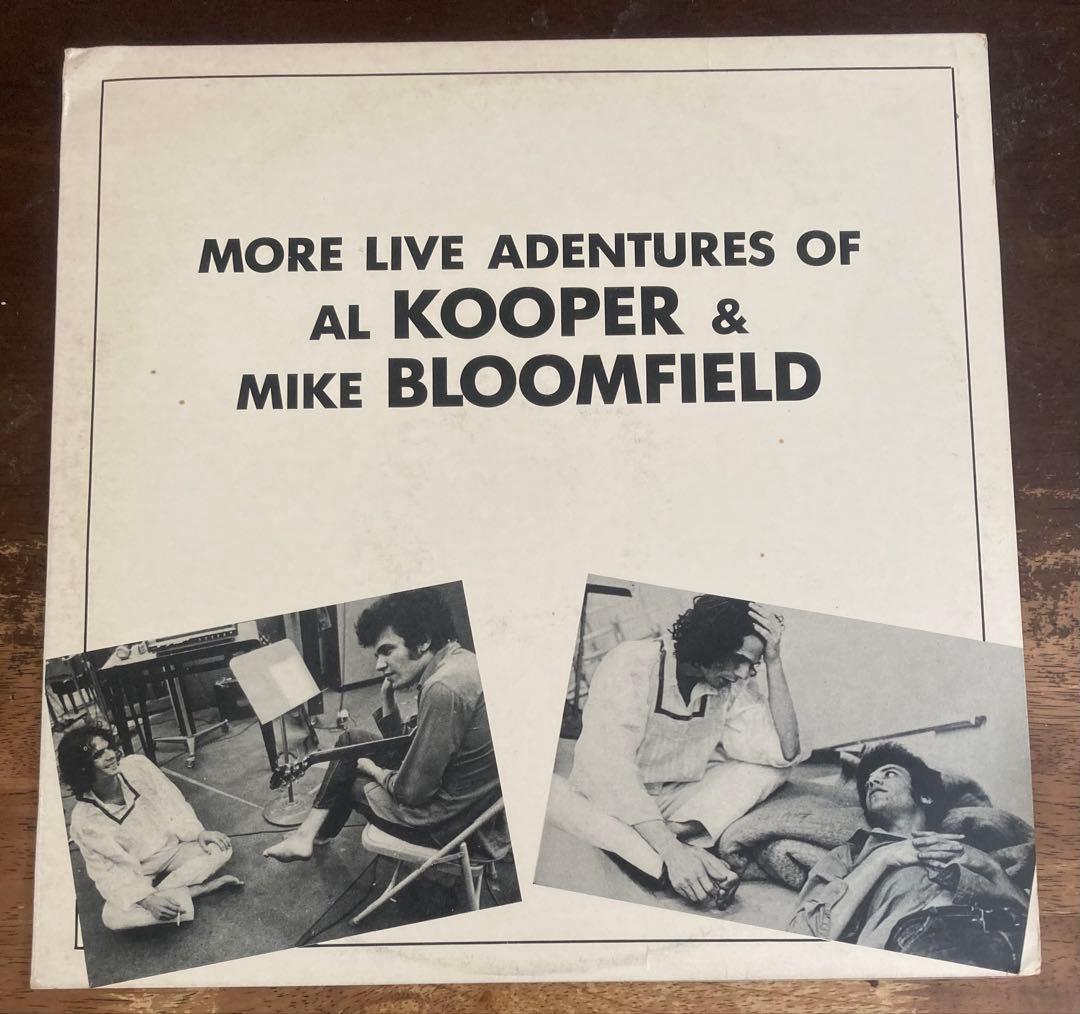 MORE LIVE ADENTURES OF
AL KOOPER &
MIKE BLOOMFIELD